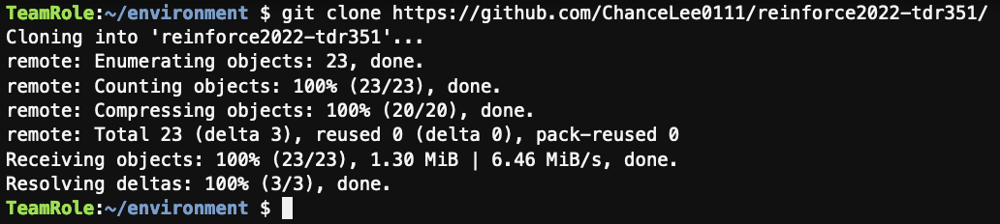 TeamRole:~/environment $ git clone https://github.com/ChanceLee0111/reinforce2022-tdr351/
Cloning into 'reinforce2022-tdr351'...
remote: Enumerating objects: 23, done.
remote: Counting objects: 100% (23/23), done.
remote: Compressing objects: 100% (20/20), done.
remote: Total 23 (delta 3), reused 0 (delta 0), pack-reused 0
Receiving objects: 100% (23/23), 1.30 MiB | 6.46 MiB/s, done.
Resolving deltas: 100% (3/3), done.
TeamRole:~/environment $